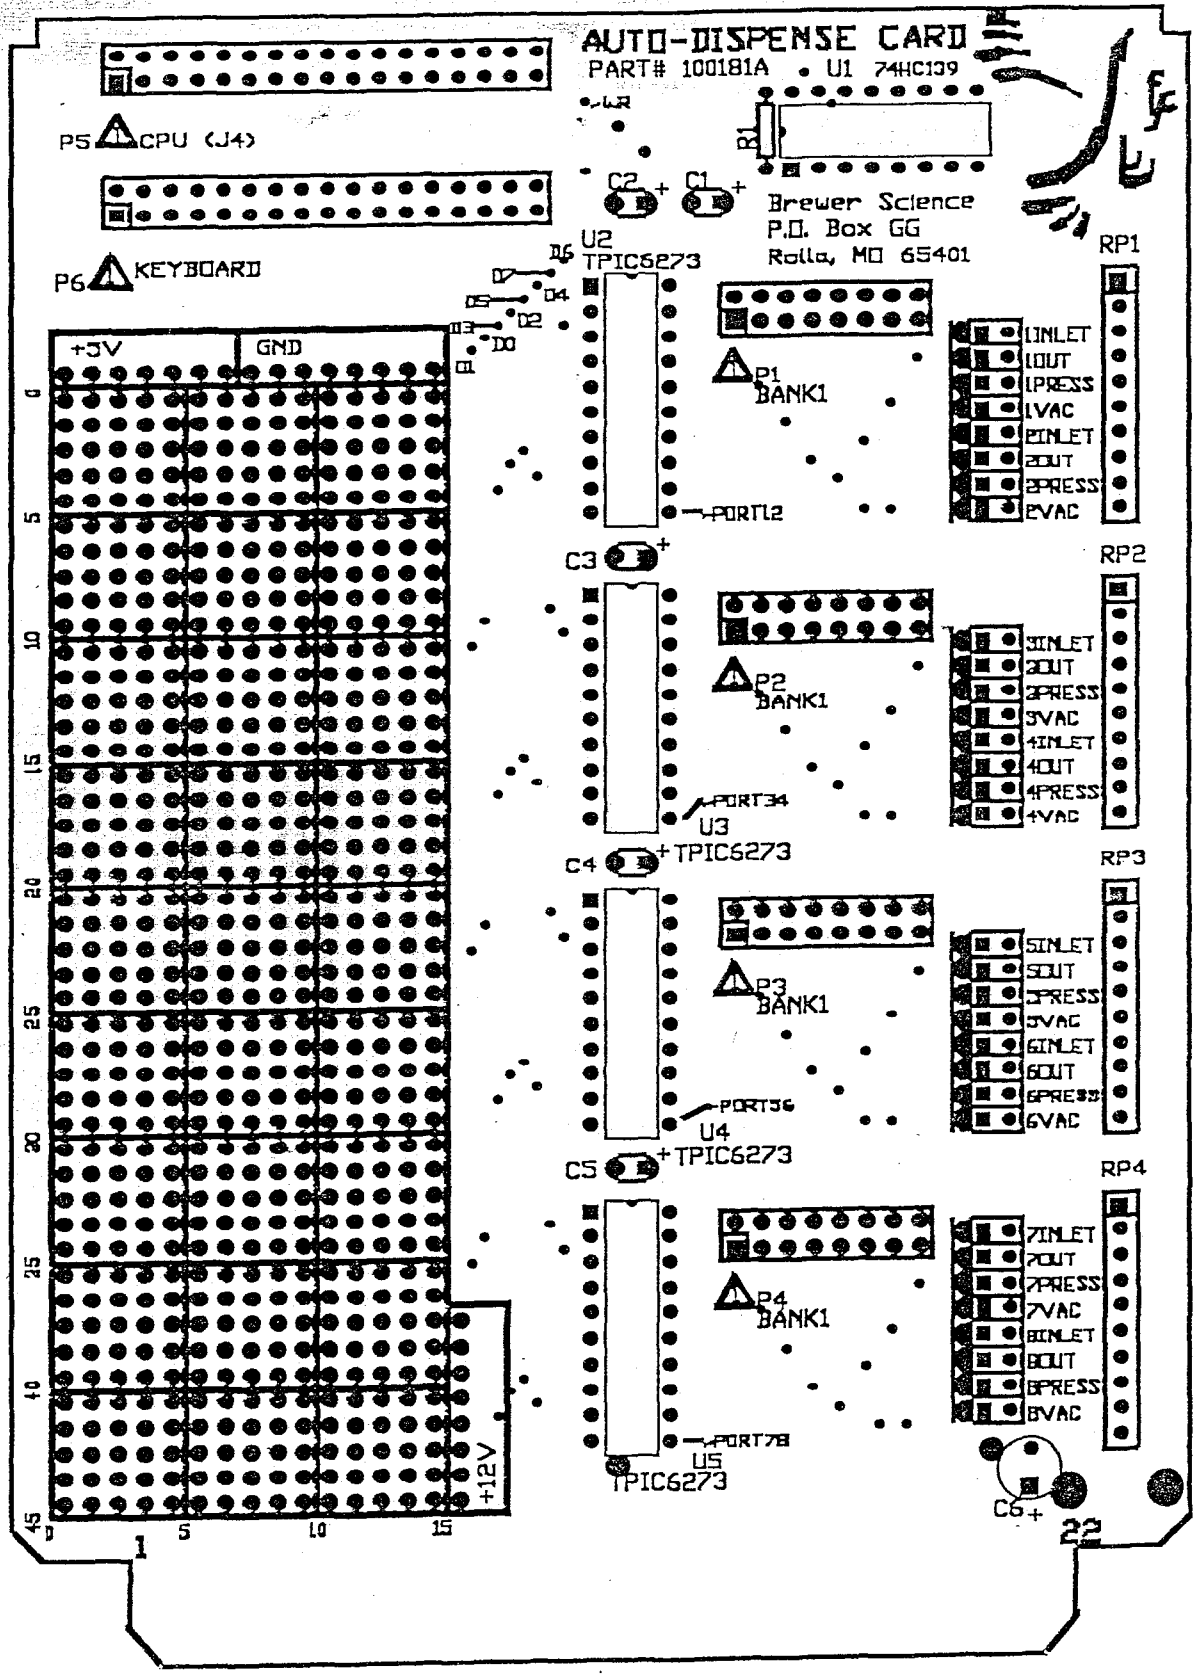 AUTO-DISPENSE CARD
PART# 100181A
U1 74HC139
-WR
P5 CPU (J4)
R1
C2 +
C1 +
Brewer Science
P.O. Box GG
Rolla, MO 65401
P6 KEYBOARD
U2
TPIC6273
D6
D7
D4
D5
D2
D3
D0
D1
RP1
+5V
GND
P1
BANK1
1INLET
1OUT
1PRESS
1VAC
2INLET
2OUT
2PRESS
2VAC
-PORT12
C3 +
RP2
P2
BANK1
3INLET
3OUT
3PRESS
3VAC
4INLET
4OUT
4PRESS
4VAC
-PORT34
U3
C4 + TPIC6273
RP3
P3
BANK1
5INLET
5OUT
5PRESS
5VAC
6INLET
6OUT
6PRESS
6VAC
-PORT56
U4
C5 + TPIC6273
RP4
P4
BANK1
7INLET
7OUT
7PRESS
7VAC
8INLET
8OUT
8PRESS
8VAC
-PORT78
U5
TPIC6273
C6 +
+12V
0
5
10
15
20
25
30
35
40
45
0 5 10 15
1
22